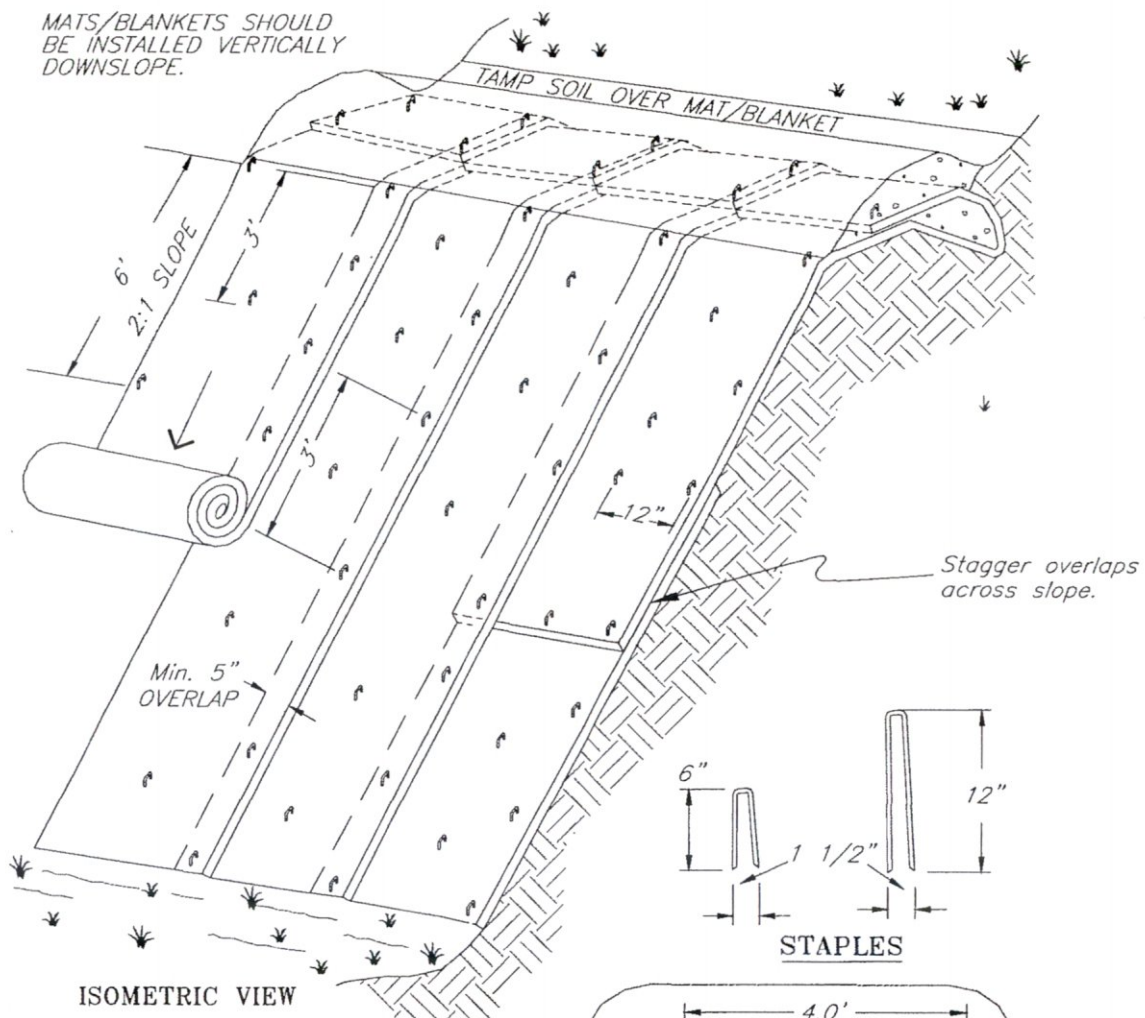 MATS/BLANKETS SHOULD
BE INSTALLED VERTICALLY
DOWNSLOPE.
TAMP SOIL OVER MAT/BLANKET
3'
6'
2:1 SLOPE
3'
12"
Stagger overlaps
across slope.
Min. 5"
OVERLAP
6"
12"
1 1/2"
STAPLES
ISOMETRIC VIEW
4.0'